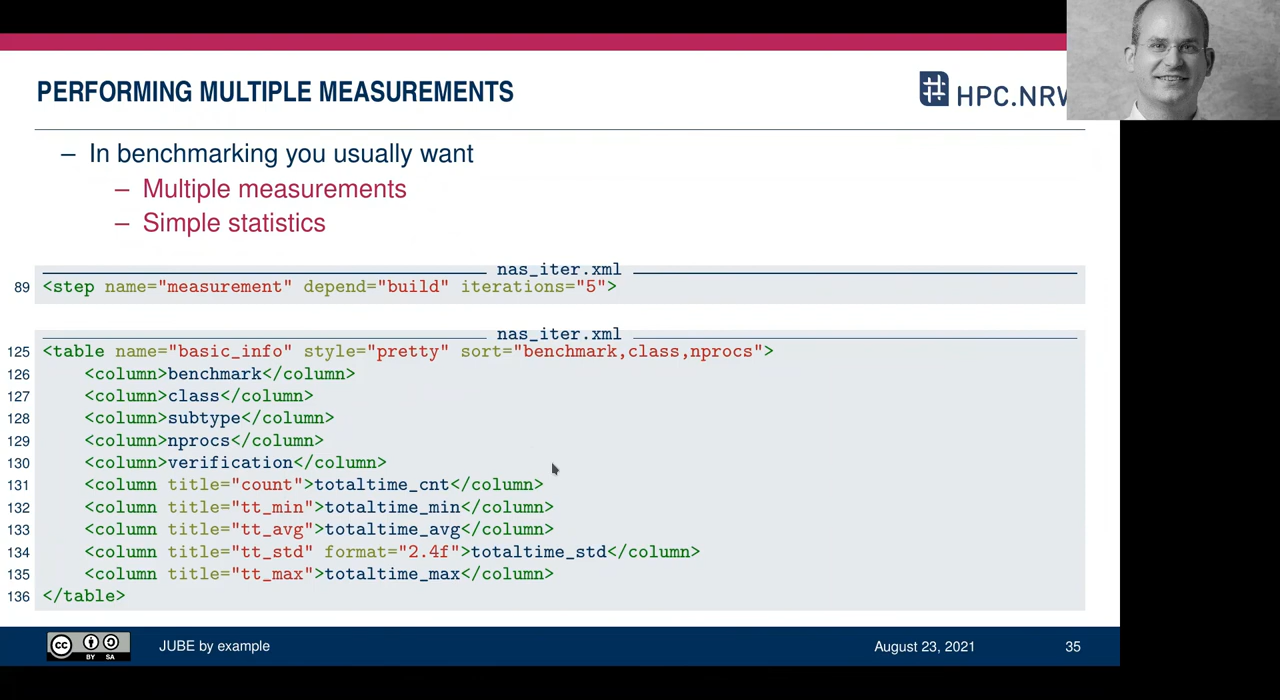 PERFORMING MULTIPLE MEASUREMENTS
HPC.NRW
– In benchmarking you usually want
– Multiple measurements
– Simple statistics
nas_iter.xml
89 <step name="measurement" depend="build" iterations="5">
nas_iter.xml
125 <table name="basic_info" style="pretty" sort="benchmark,class,nprocs">
126 <column>benchmark</column>
127 <column>class</column>
128 <column>subtype</column>
129 <column>nprocs</column>
130 <column>verification</column>
131 <column title="count">totaltime_cnt</column>
132 <column title="tt_min">totaltime_min</column>
133 <column title="tt_avg">totaltime_avg</column>
134 <column title="tt_std" format="2.4f">totaltime_std</column>
135 <column title="tt_max">totaltime_max</column>
136 </table>
cc BY SA
JUBE by example
August 23, 2021
35